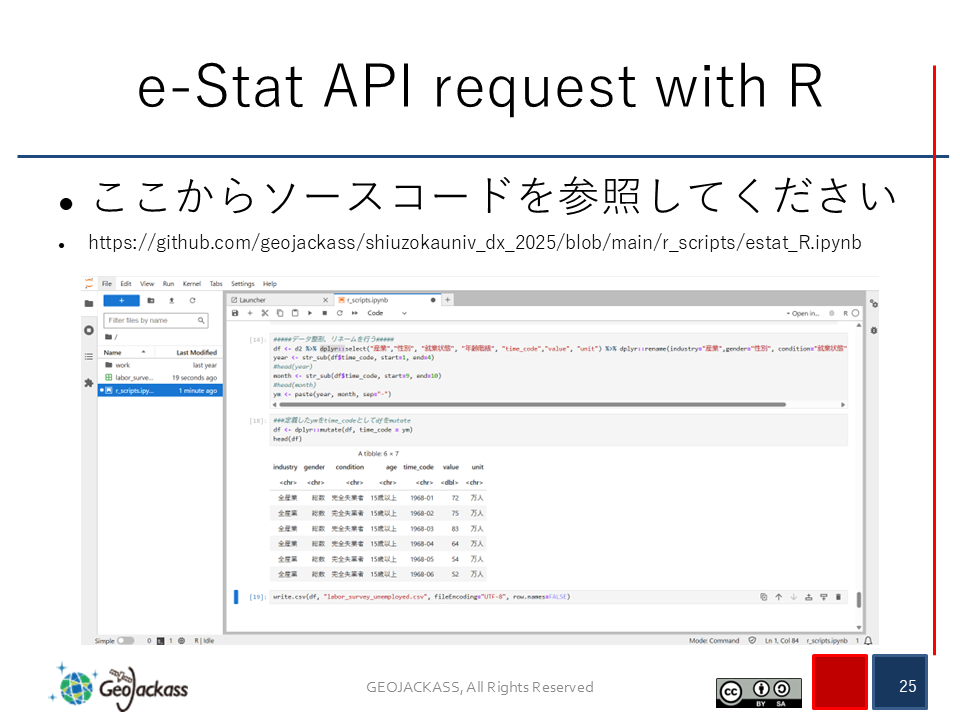 e-Stat API request with R
● ここからソースコードを参照してください
● https://github.com/geojackass/shiuzokauniv_dx_2025/blob/main/r_scripts/estat_R.ipynb
File Edit View Run Kernel Tabs Settings Help
+
Filter files by name
/
Name Last Modified
work last year
labor_surve... 19 seconds ago
r_scripts.ipy... 1 minute ago
Launcher r_scripts.ipynb
Code Open in... R
[14]: #####データ整形、リネームを行う#####
df <- d2 %>% dplyr::select("産業","性別", "就業状態", "年齢階級", "time_code","value", "unit") %>% dplyr::rename(industry="産業",gender="性別", condition="就業状態"
year <- str_sub(df$time_code, start=1, end=4)
#head(year)
month <- str_sub(df$time_code, start=9, end=10)
#head(month)
ym <- paste(year, month, sep="-")
[18]: ###定義したymをtime_codeとしてdfをmutate
df <- dplyr::mutate(df, time_code = ym)
head(df)
A tibble: 6 × 7
industry gender condition age time_code value unit
<chr> <chr> <chr> <chr> <chr> <dbl> <chr>
全産業 総数 完全失業者 15歳以上 1968-01 72 万人
全産業 総数 完全失業者 15歳以上 1968-02 75 万人
全産業 総数 完全失業者 15歳以上 1968-03 83 万人
全産業 総数 完全失業者 15歳以上 1968-04 64 万人
全産業 総数 完全失業者 15歳以上 1968-05 54 万人
全産業 総数 完全失業者 15歳以上 1968-06 52 万人
[19]: write.csv(df, "labor_survey_unemployed.csv", fileEncoding="UTF-8", row.names=FALSE)
Simple 0 1 R | Idle Mode: Command Ln 1, Col 84 r_scripts.ipynb 1
GeoJackass
GEOJACKASS, All Rights Reserved
cc BY SA
25